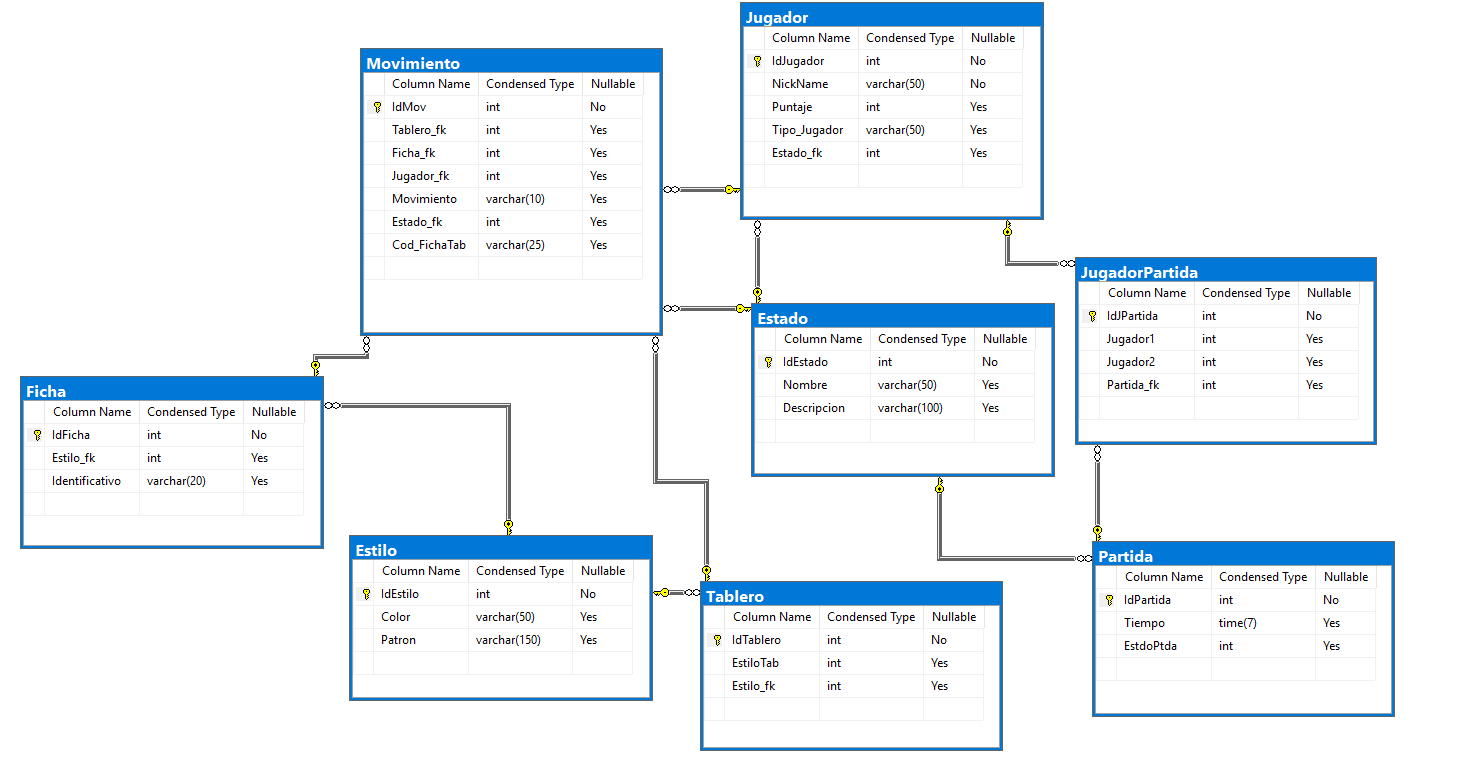 Jugador
Column Name Condensed Type Nullable
IdJugador int No
NickName varchar(50) No
Puntaje int Yes
Tipo_Jugador varchar(50) Yes
Estado_fk int Yes
Movimiento
Column Name Condensed Type Nullable
IdMov int No
Tablero_fk int Yes
Ficha_fk int Yes
Jugador_fk int Yes
Movimiento varchar(10) Yes
Estado_fk int Yes
Cod_FichaTab varchar(25) Yes
JugadorPartida
Column Name Condensed Type Nullable
IdJPartida int No
Jugador1 int Yes
Jugador2 int Yes
Partida_fk int Yes
Estado
Column Name Condensed Type Nullable
IdEstado int No
Nombre varchar(50) Yes
Descripcion varchar(100) Yes
Ficha
Column Name Condensed Type Nullable
IdFicha int No
Estilo_fk int Yes
Identificativo varchar(20) Yes
Estilo
Column Name Condensed Type Nullable
IdEstilo int No
Color varchar(50) Yes
Patron varchar(150) Yes
Tablero
Column Name Condensed Type Nullable
IdTablero int No
EstiloTab int Yes
Estilo_fk int Yes
Partida
Column Name Condensed Type Nullable
IdPartida int No
Tiempo time(7) Yes
EstdoPtda int Yes